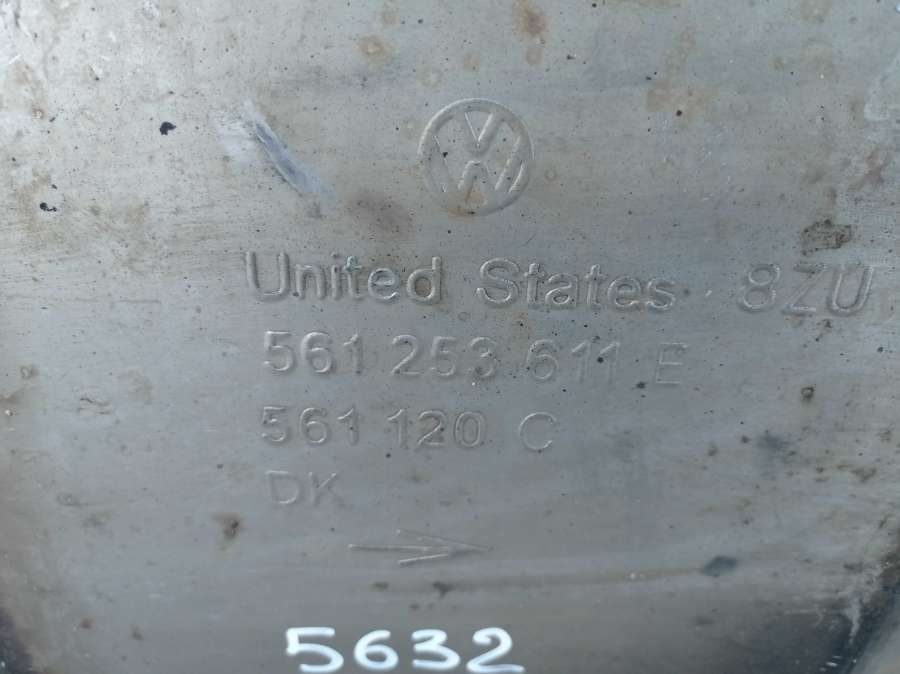 United States 8ZU
561 253 611 E
561 120 C
DK
5632